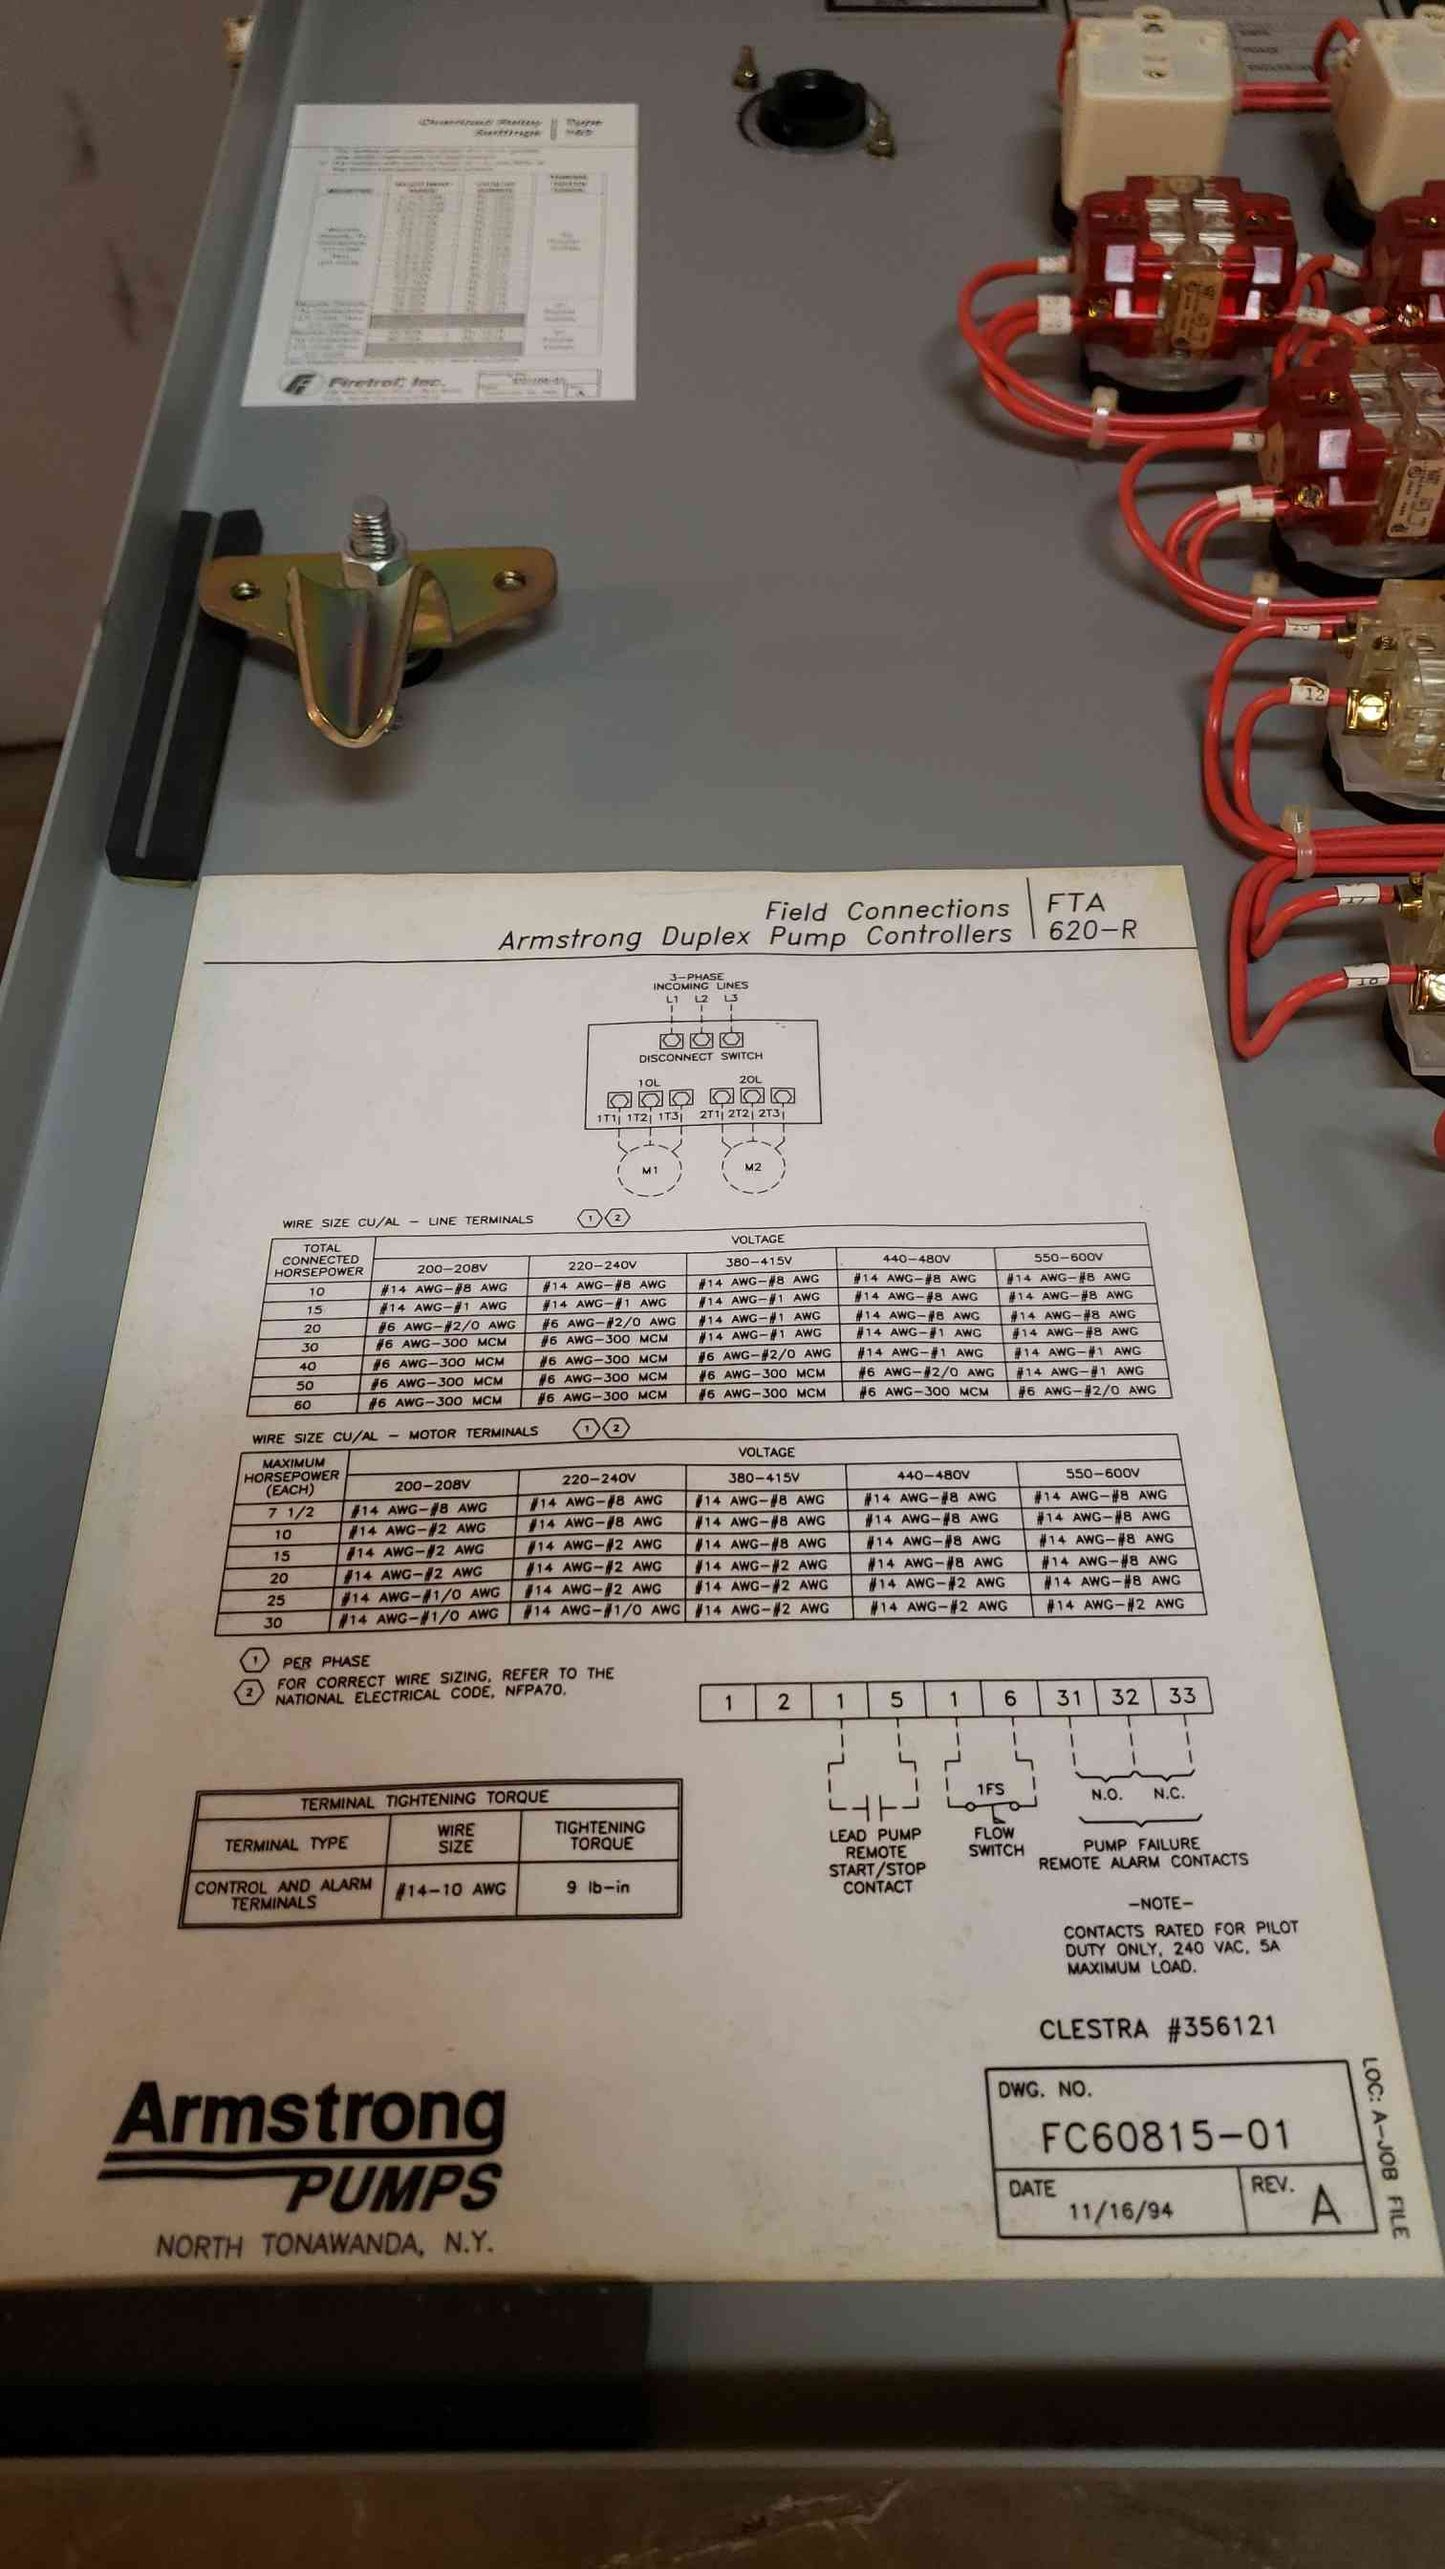 Overload Relay | Type
Settings
Firetrol, Inc.
12
17
18
Field Connections | FTA
Armstrong Duplex Pump Controllers | 620-R
3-PHASE
INCOMING LINES
L1 L2 L3
DISCONNECT SWITCH
1OL 2OL
1T1 1T2 1T3 2T1 2T2 2T3
M1 M2
WIRE SIZE CU/AL - LINE TERMINALS 1 2
TOTAL CONNECTED HORSEPOWER VOLTAGE
200-208V 220-240V 380-415V 440-480V 550-600V
10 #14 AWG-#8 AWG #14 AWG-#8 AWG #14 AWG-#8 AWG #14 AWG-#8 AWG #14 AWG-#8 AWG
15 #14 AWG-#1 AWG #14 AWG-#1 AWG #14 AWG-#1 AWG #14 AWG-#8 AWG #14 AWG-#8 AWG
20 #6 AWG-#2/0 AWG #6 AWG-#2/0 AWG #14 AWG-#1 AWG #14 AWG-#8 AWG #14 AWG-#8 AWG
30 #6 AWG-300 MCM #6 AWG-300 MCM #14 AWG-#1 AWG #14 AWG-#1 AWG #14 AWG-#8 AWG
40 #6 AWG-300 MCM #6 AWG-300 MCM #6 AWG-#2/0 AWG #14 AWG-#1 AWG #14 AWG-#1 AWG
50 #6 AWG-300 MCM #6 AWG-300 MCM #6 AWG-300 MCM #6 AWG-#2/0 AWG #14 AWG-#1 AWG
60 #6 AWG-300 MCM #6 AWG-300 MCM #6 AWG-300 MCM #6 AWG-300 MCM #6 AWG-#2/0 AWG
WIRE SIZE CU/AL - MOTOR TERMINALS 1 2
MAXIMUM HORSEPOWER (EACH) VOLTAGE
200-208V 220-240V 380-415V 440-480V 550-600V
7 1/2 #14 AWG-#8 AWG #14 AWG-#8 AWG #14 AWG-#8 AWG #14 AWG-#8 AWG #14 AWG-#8 AWG
10 #14 AWG-#2 AWG #14 AWG-#8 AWG #14 AWG-#8 AWG #14 AWG-#8 AWG #14 AWG-#8 AWG
15 #14 AWG-#2 AWG #14 AWG-#2 AWG #14 AWG-#8 AWG #14 AWG-#8 AWG #14 AWG-#8 AWG
20 #14 AWG-#2 AWG #14 AWG-#2 AWG #14 AWG-#2 AWG #14 AWG-#8 AWG #14 AWG-#8 AWG
25 #14 AWG-#1/0 AWG #14 AWG-#2 AWG #14 AWG-#2 AWG #14 AWG-#2 AWG #14 AWG-#8 AWG
30 #14 AWG-#1/0 AWG #14 AWG-#1/0 AWG #14 AWG-#2 AWG #14 AWG-#2 AWG #14 AWG-#2 AWG
1 PER PHASE
2 FOR CORRECT WIRE SIZING, REFER TO THE
NATIONAL ELECTRICAL CODE, NFPA70.
1 2 1 5 1 6 31 32 33
1FS
N.O. N.C.
LEAD PUMP
REMOTE
START/STOP
CONTACT
FLOW
SWITCH
PUMP FAILURE
REMOTE ALARM CONTACTS
TERMINAL TIGHTENING TORQUE
TERMINAL TYPE WIRE SIZE TIGHTENING TORQUE
CONTROL AND ALARM TERMINALS #14-10 AWG 9 lb-in
-NOTE-
CONTACTS RATED FOR PILOT
DUTY ONLY, 240 VAC, 5A
MAXIMUM LOAD.
CLESTRA #356121
DWG. NO.
FC60815-01
DATE 11/16/94 REV. A
LOC: A-JOB FILE
Armstrong
PUMPS
NORTH TONAWANDA, N.Y.